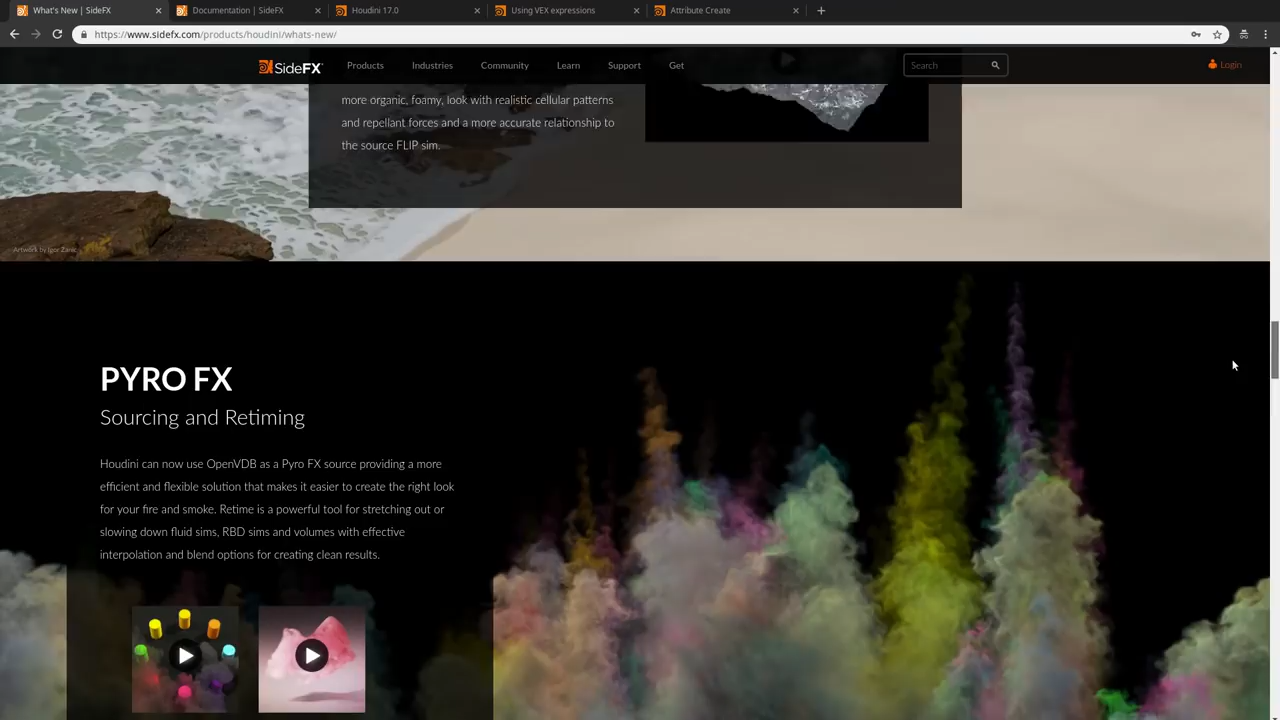 What's New | SideFX
Documentation | SideFX
Houdini 17.0
Using VEX expressions
Attribute Create
https://www.sidefx.com/products/houdini/whats-new/
SideFX
Products
Industries
Community
Learn
Support
Get
Search
Login
more organic, foamy, look with realistic cellular patterns
and repellant forces and a more accurate relationship to
the source FLIP sim.
Artwork by Igor Zanic
PYRO FX
Sourcing and Retiming
Houdini can now use OpenVDB as a Pyro FX source providing a more
efficient and flexible solution that makes it easier to create the right look
for your fire and smoke. Retime is a powerful tool for stretching out or
slowing down fluid sims, RBD sims and volumes with effective
interpolation and blend options for creating clean results.